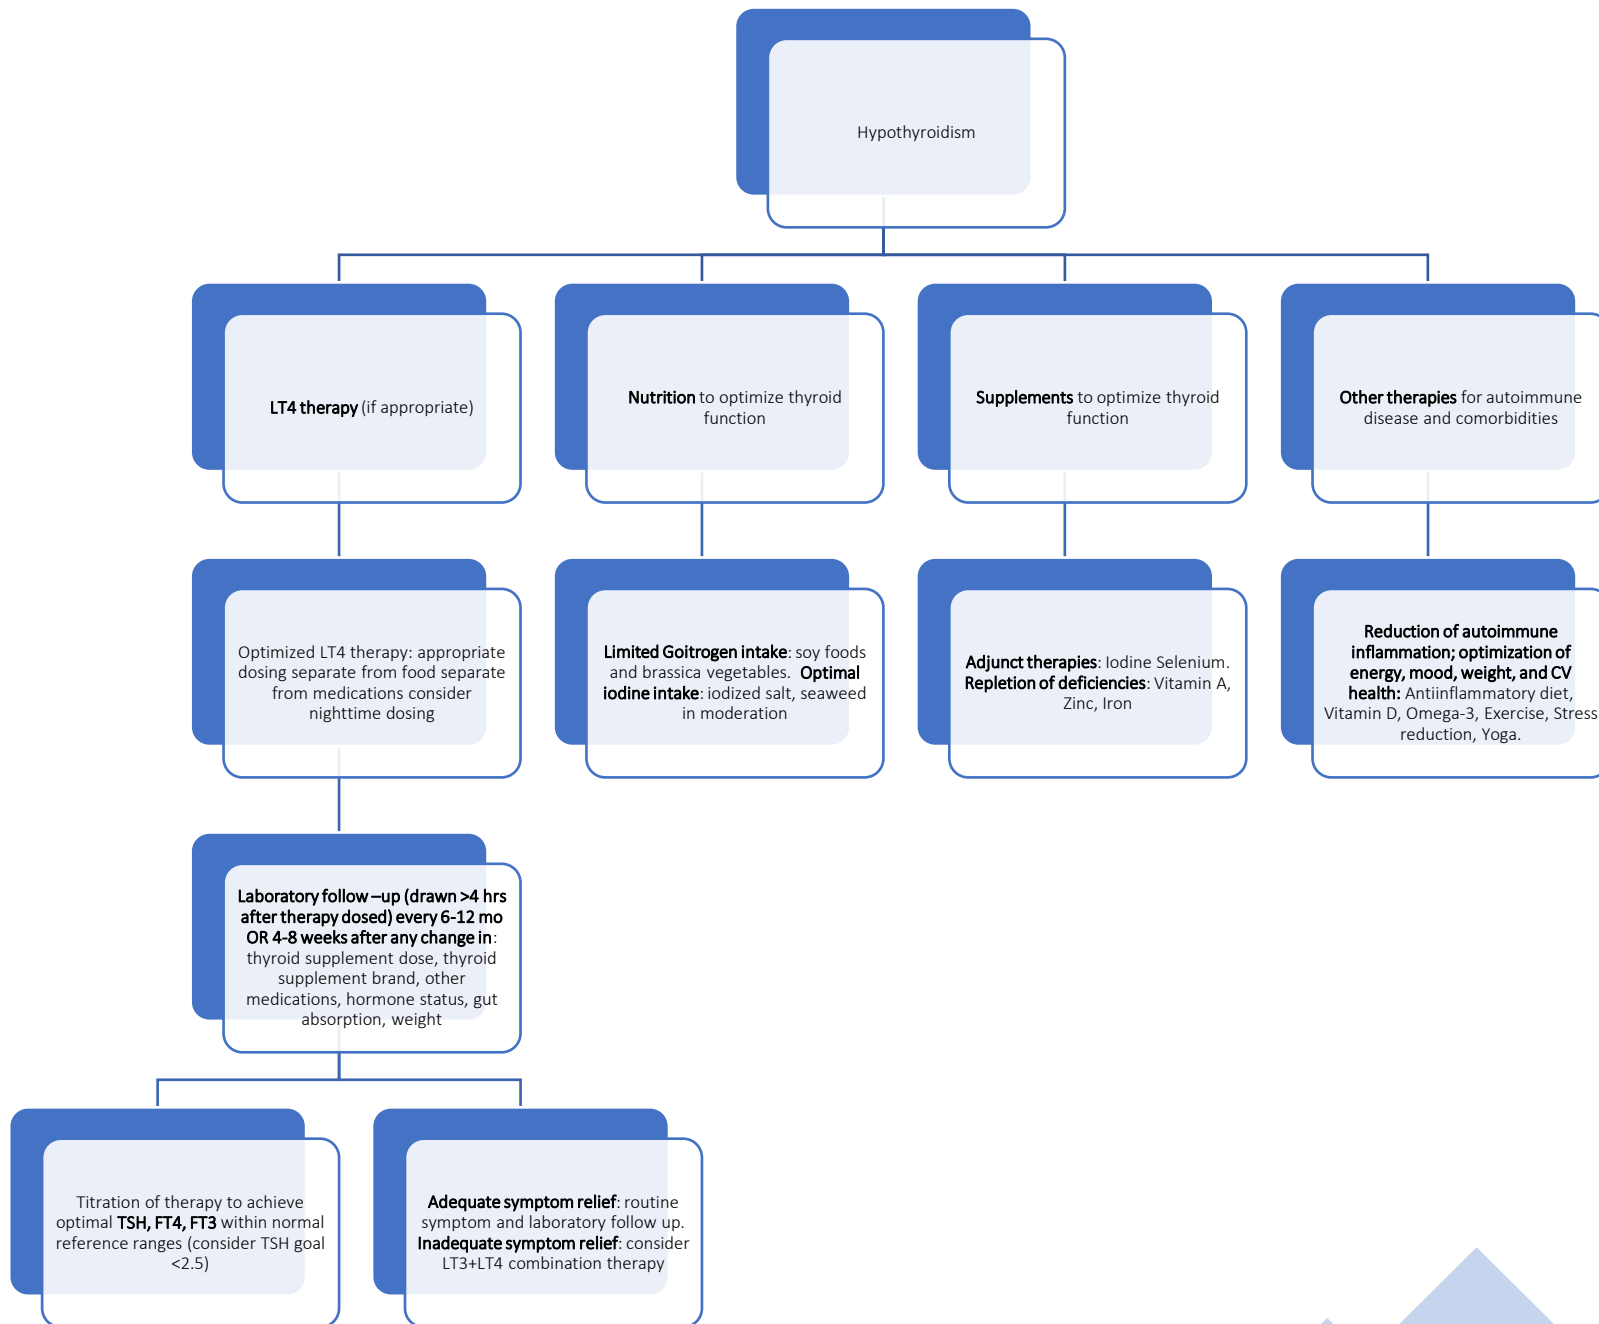 Hypothyroidism
LT4 therapy (if appropriate)
Nutrition to optimize thyroid
function
Supplements to optimize thyroid
function
Other therapies for autoimmune
disease and comorbidities
Optimized LT4 therapy: appropriate
dosing separate from food separate
from medications consider
nighttime dosing
Limited Goitrogen intake: soy foods
and brassica vegetables. Optimal
iodine intake: iodized salt, seaweed
in moderation
Adjunct therapies: Iodine Selenium.
Repletion of deficiencies: Vitamin A,
Zinc, Iron
Reduction of autoimmune
inflammation; optimization of
energy, mood, weight, and CV
health: Antiinflammatory diet,
Vitamin D, Omega-3, Exercise, Stress
reduction, Yoga.
Laboratory follow –up (drawn >4 hrs
after therapy dosed) every 6-12 mo
OR 4-8 weeks after any change in:
thyroid supplement dose, thyroid
supplement brand, other
medications, hormone status, gut
absorption, weight
Titration of therapy to achieve
optimal TSH, FT4, FT3 within normal
reference ranges (consider TSH goal
<2.5)
Adequate symptom relief: routine
symptom and laboratory follow up.
Inadequate symptom relief: consider
LT3+LT4 combination therapy